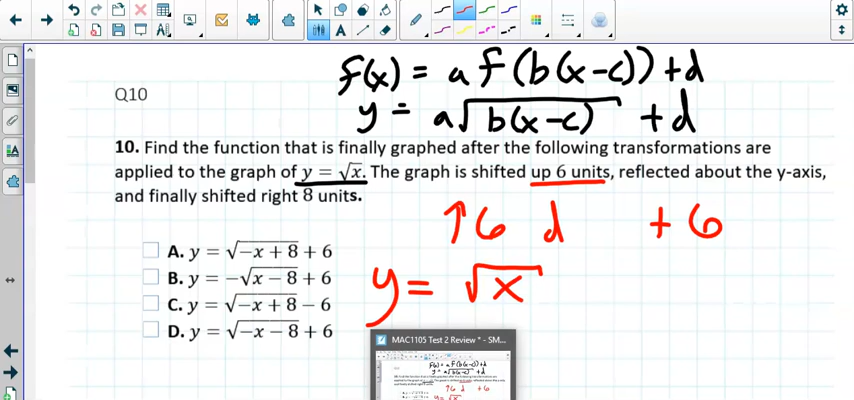 f(x) = a f(b(x-c)) + d
y = a√b(x-c) + d
Q10
10. Find the function that is finally graphed after the following transformations are
applied to the graph of y = √x. The graph is shifted up 6 units, reflected about the y-axis,
and finally shifted right 8 units.
↑6 d +6
A. y = √−x + 8 + 6
B. y = −√x − 8 + 6
C. y = √−x + 8 − 6
D. y = √−x − 8 + 6
y = √x
MAC1105 Test 2 Review * - SM...